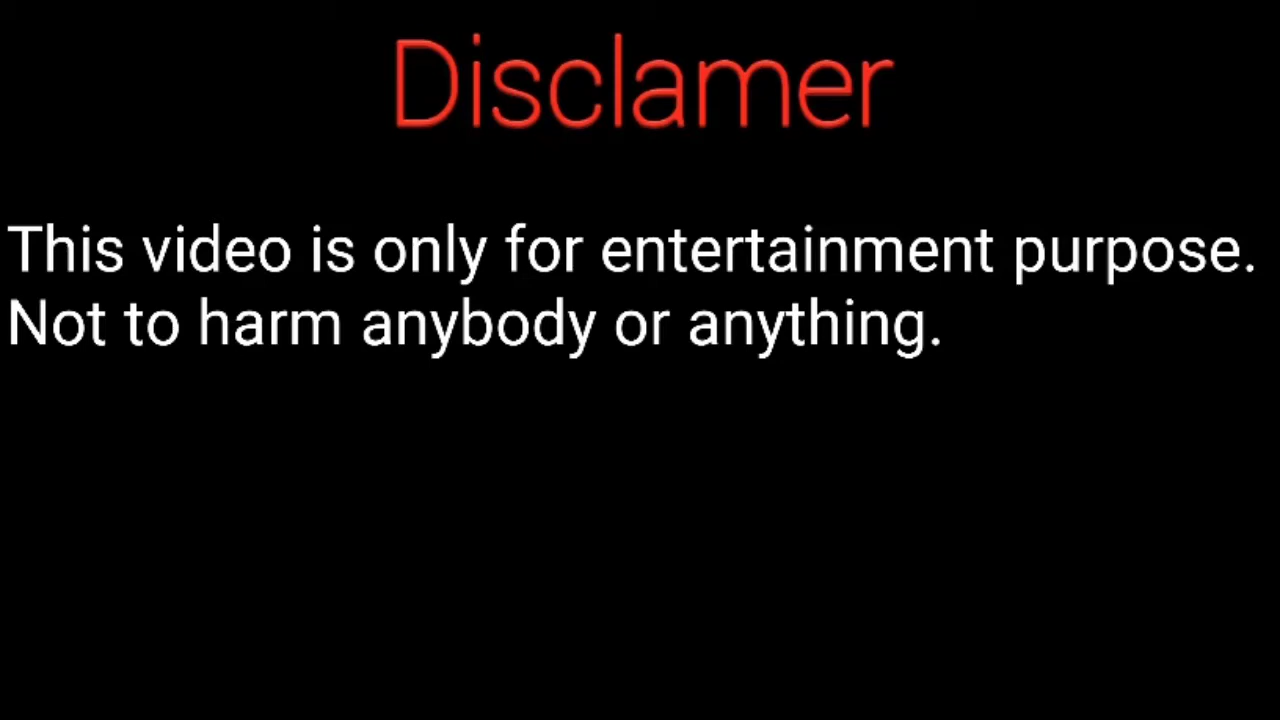 Disclamer
This video is only for entertainment purpose.
Not to harm anybody or anything.